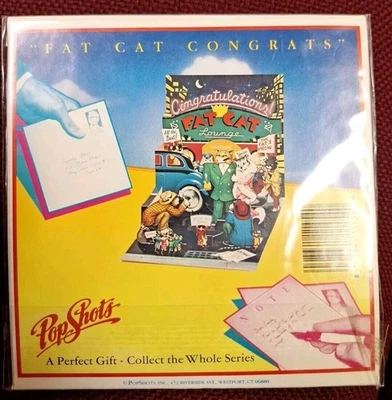 "FAT CAT CONGRATS"
Congratulations!
FAT CAT
Lounge
NOTE
PopShots
A Perfect Gift - Collect the Whole Series
© POPSHOTS, INC. / 472 RIVERSIDE AVE., WESTPORT, CT 06880